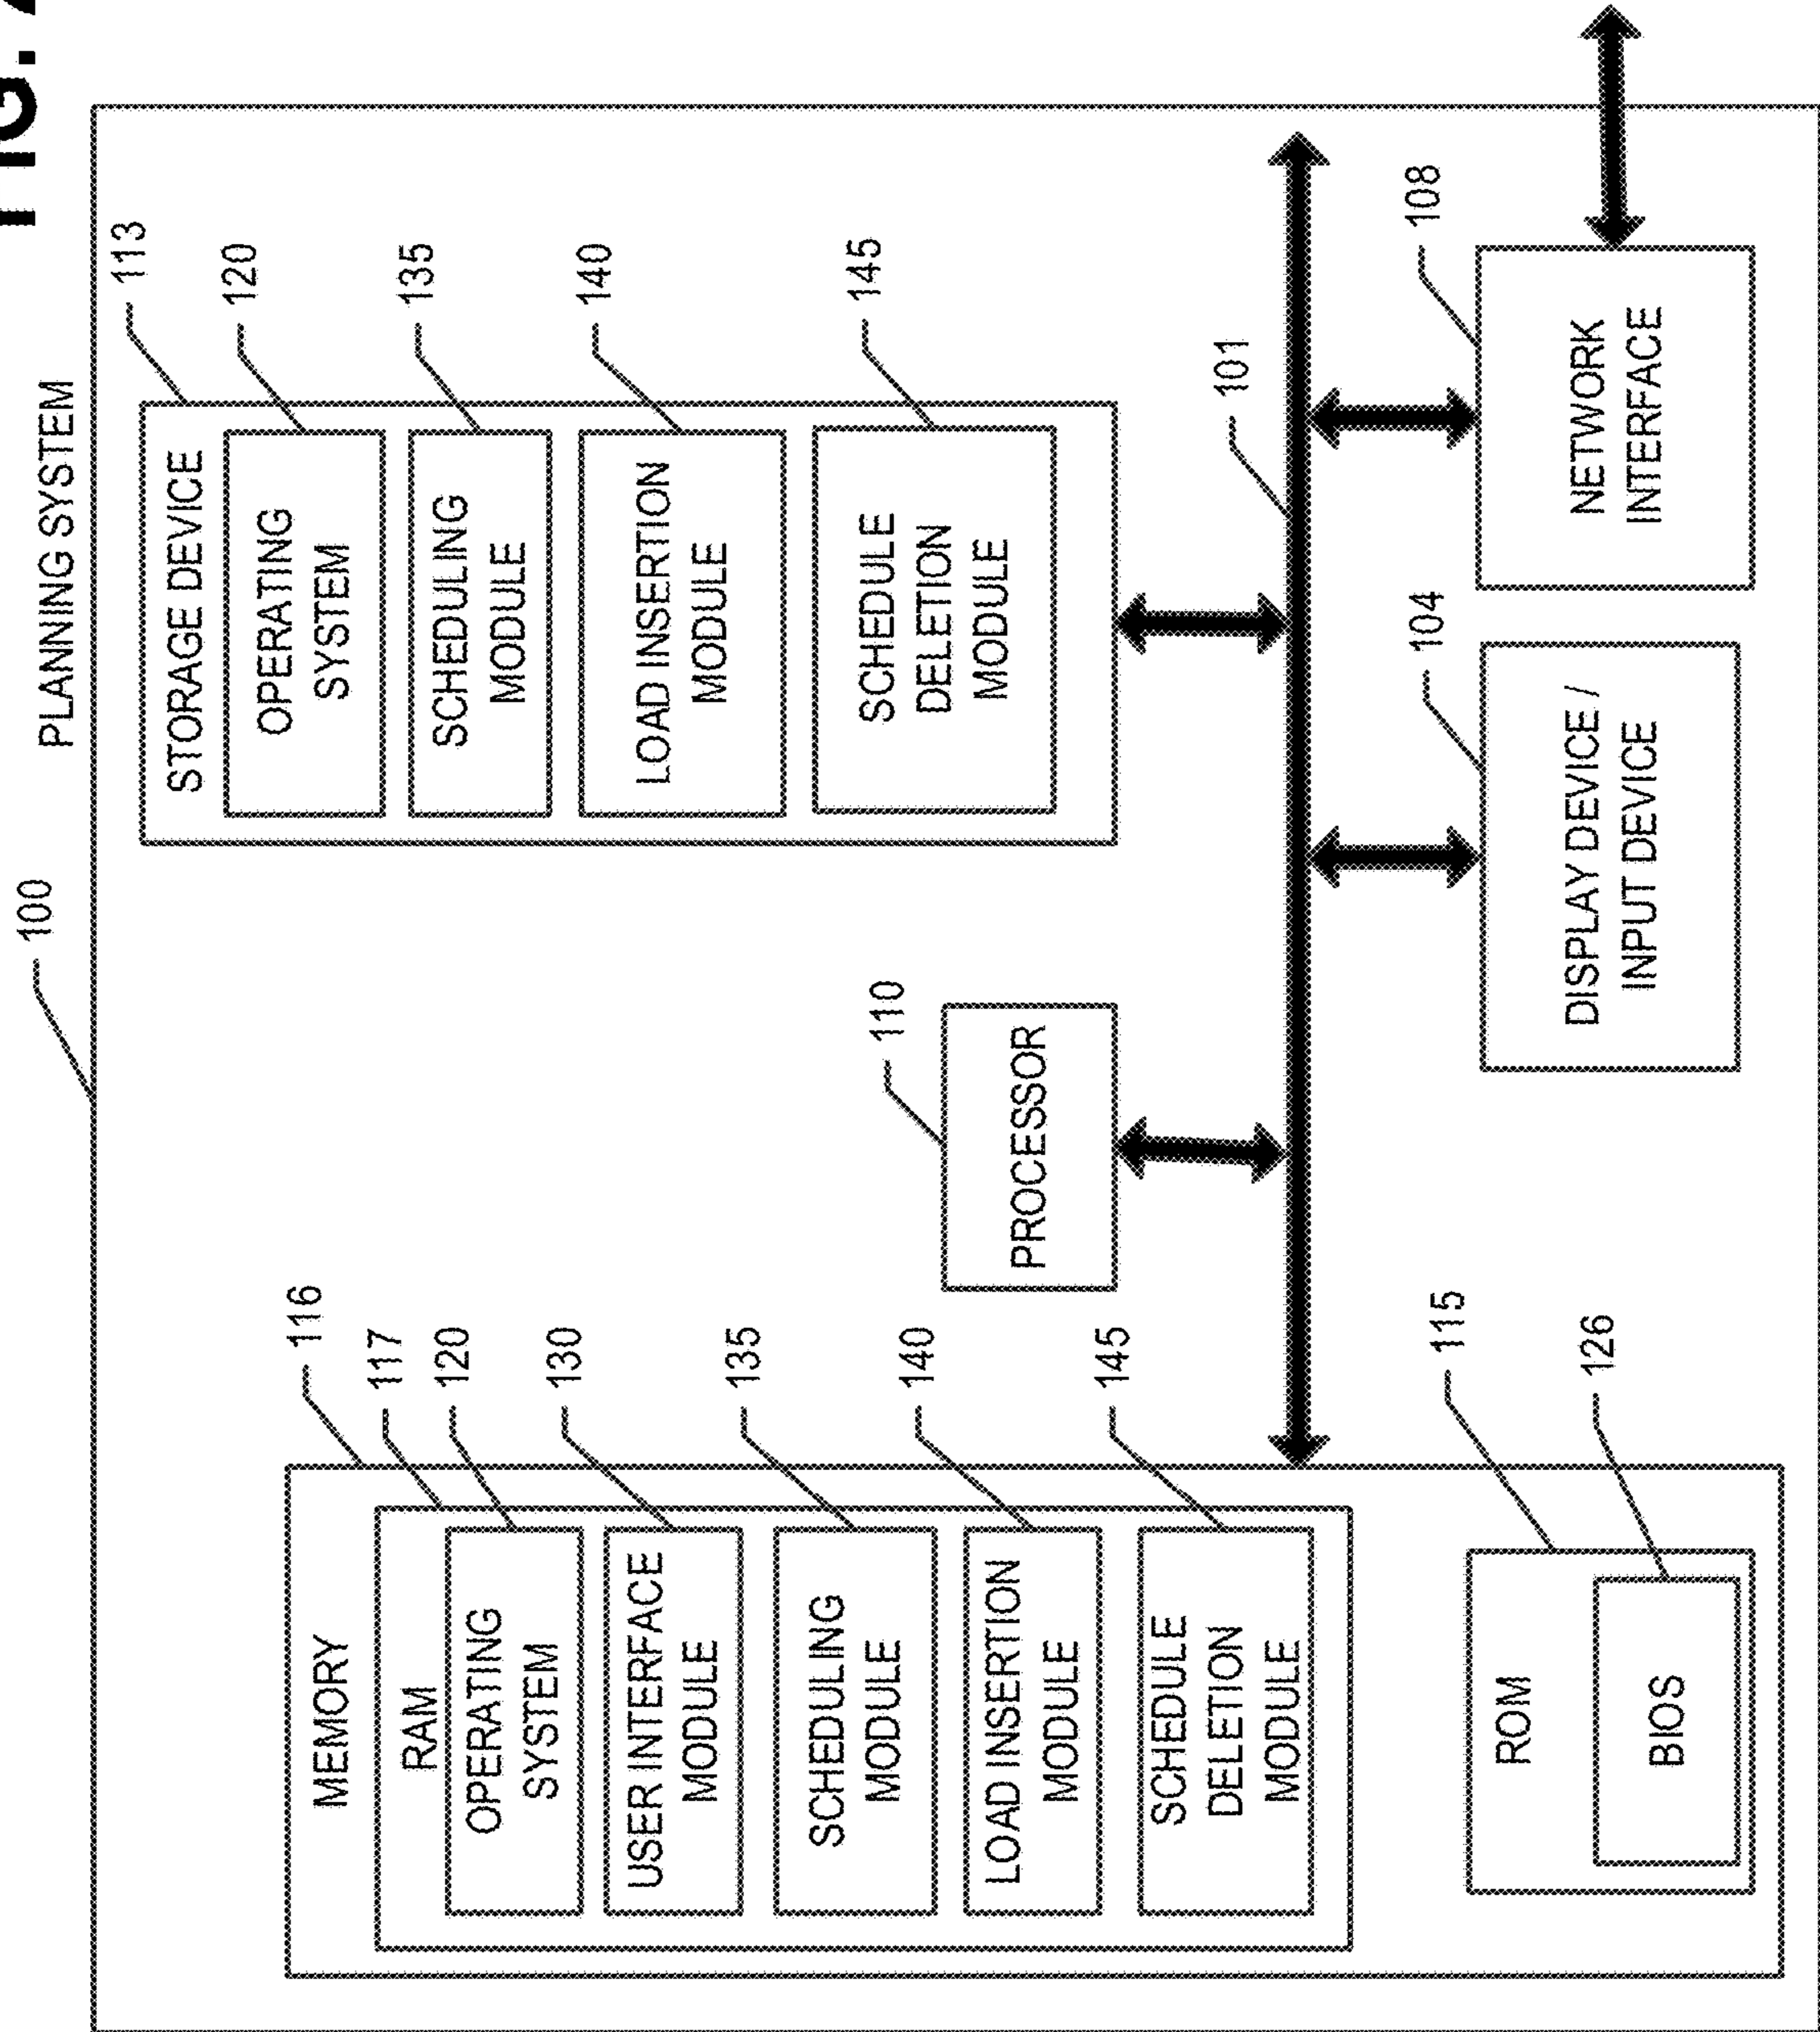 FIG.
PLANNING SYSTEM
100
MEMORY
116
RAM
117
OPERATING
SYSTEM
120
USER INTERFACE
MODULE
130
SCHEDULING
MODULE
135
LOAD INSERTION
MODULE
140
SCHEDULE
DELETION
MODULE
145
ROM
115
BIOS
126
PROCESSOR
110
STORAGE DEVICE
113
OPERATING
SYSTEM
120
SCHEDULING
MODULE
135
LOAD INSERTION
MODULE
140
SCHEDULE
DELETION
MODULE
145
101
DISPLAY DEVICE /
INPUT DEVICE
104
NETWORK
INTERFACE
108